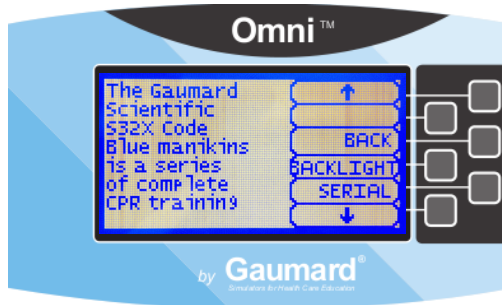 Omni™
The Gaumard
Scientific
S32X Code
Blue manikins
is a series
of complete
CPR training
↑
BACK
BACKLIGHT
SERIAL
↓
by Gaumard®
Simulators for Health Care Education